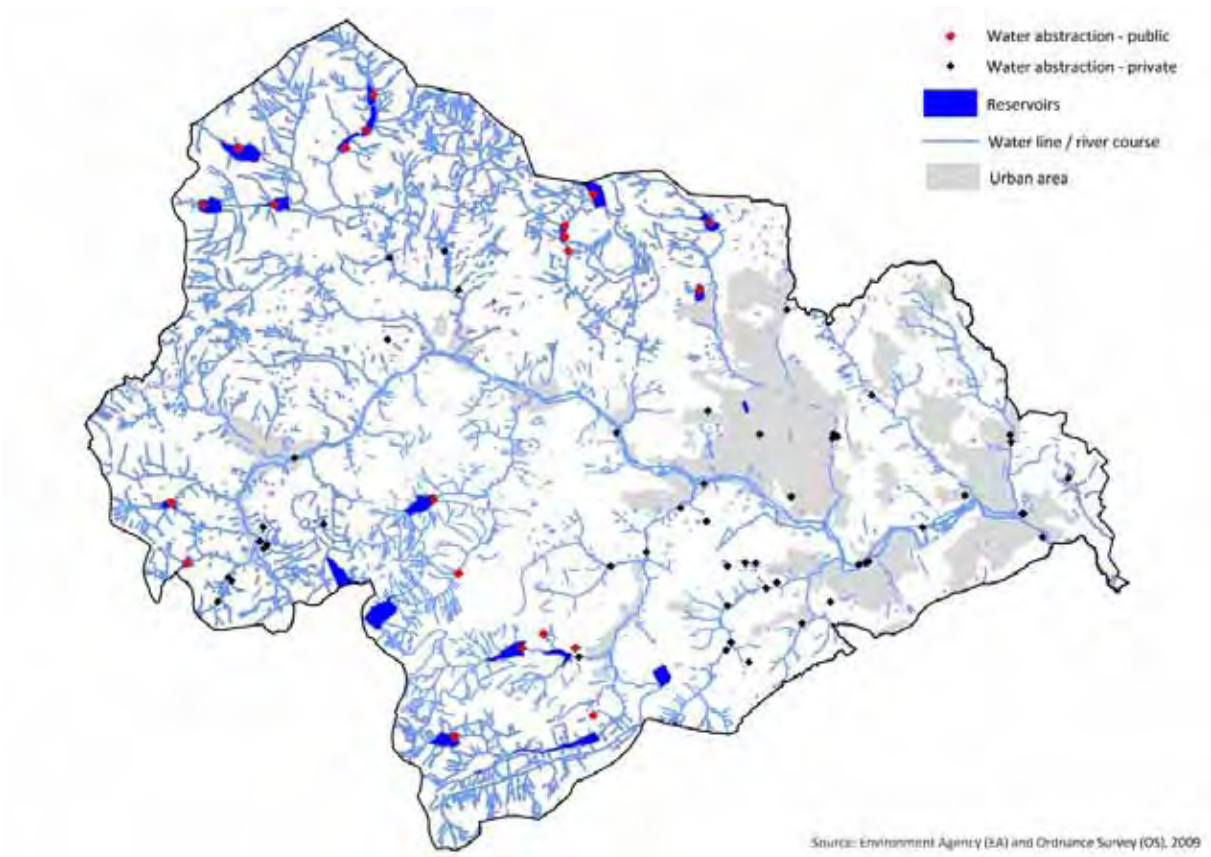 Water abstraction - public
Water abstraction - private
Reservoirs
Water line / river course
Urban area
Source: Environment Agency (EA) and Ordnance Survey (OS), 2009